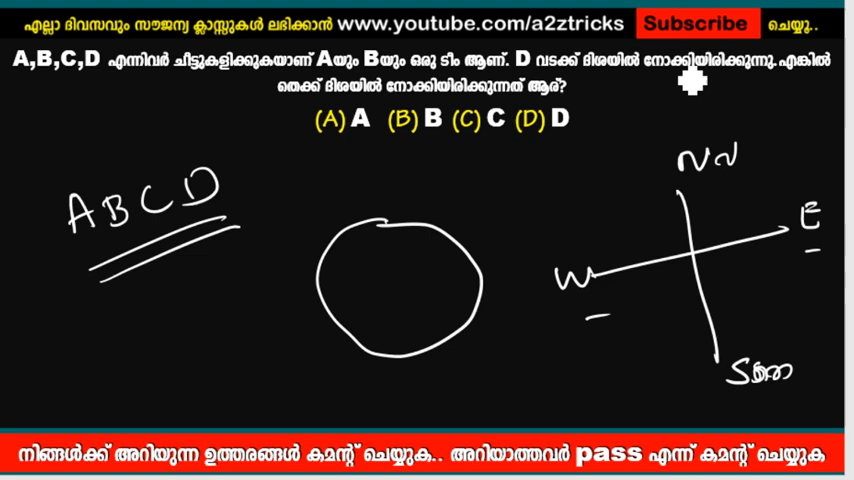 എല്ലാ ദിവസവും സൗജന്യ ക്ലാസ്സുകൾ ലഭിക്കാൻ www.youtube.com/a2ztricks Subscribe ചെയ്യൂ..
A,B,C,D എന്നിവർ ചീട്ടുകളിക്കുകയാണ് Aയും Bയും ഒരു ടീം ആണ്. D വടക്ക് ദിശയിൽ നോക്കിയിരിക്കുന്നു.എങ്കിൽ
തെക്ക് ദിശയിൽ നോക്കിയിരിക്കുന്നത് ആര്?
(A) A (B) B (C) C (D) D
A B C D
N വ
E
W
S തെ
നിങ്ങൾക്ക് അറിയുന്ന ഉത്തരങ്ങൾ കമന്റ് ചെയ്യുക.. അറിയാത്തവർ pass എന്ന് കമന്റ് ചെയ്യുക